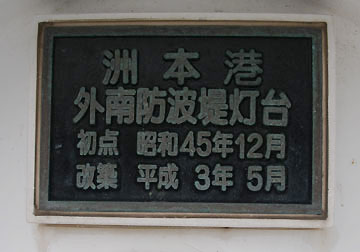 洲本港
外南防波堤灯台
初点 昭和45年12月
改築 平成 3年 5月